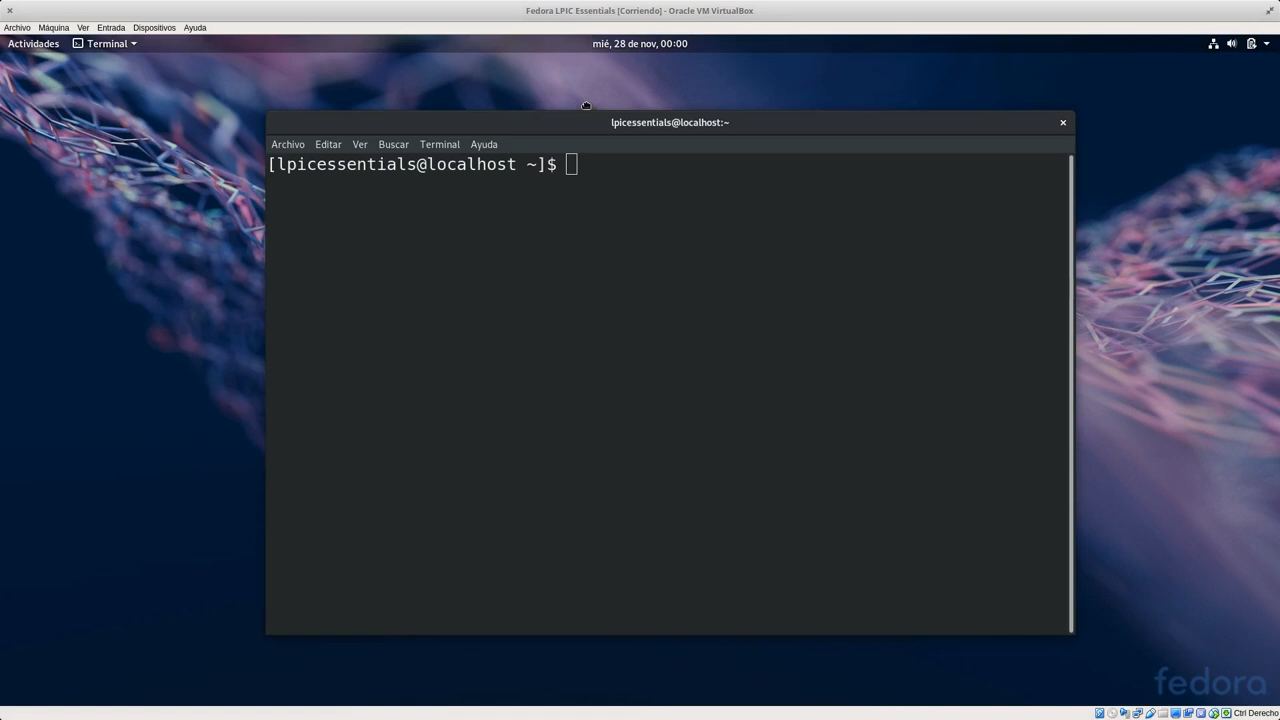 Fedora LPIC Essentials [Corriendo] - Oracle VM VirtualBox
Archivo Máquina Ver Entrada Dispositivos Ayuda
Actividades Terminal mié, 28 de nov, 00:00
lpicessentials@localhost:~
Archivo Editar Ver Buscar Terminal Ayuda
[lpicessentials@localhost ~]$
fedora
Ctrl Derecho